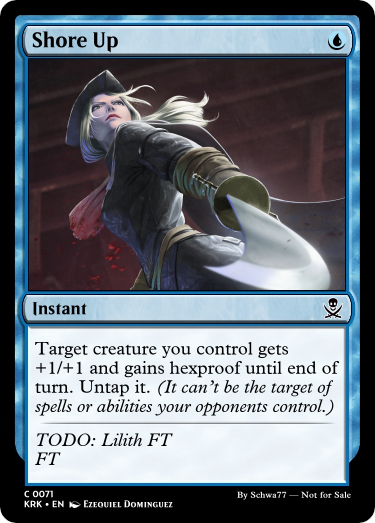 Shore Up
Instant
Target creature you control gets
+1/+1 and gains hexproof until end of
turn. Untap it. (It can't be the target of
spells or abilities your opponents control.)
TODO: Lilith FT
FT
C 0071
KRK • EN Ezequiel Dominguez
By Schwa77 — Not for Sale